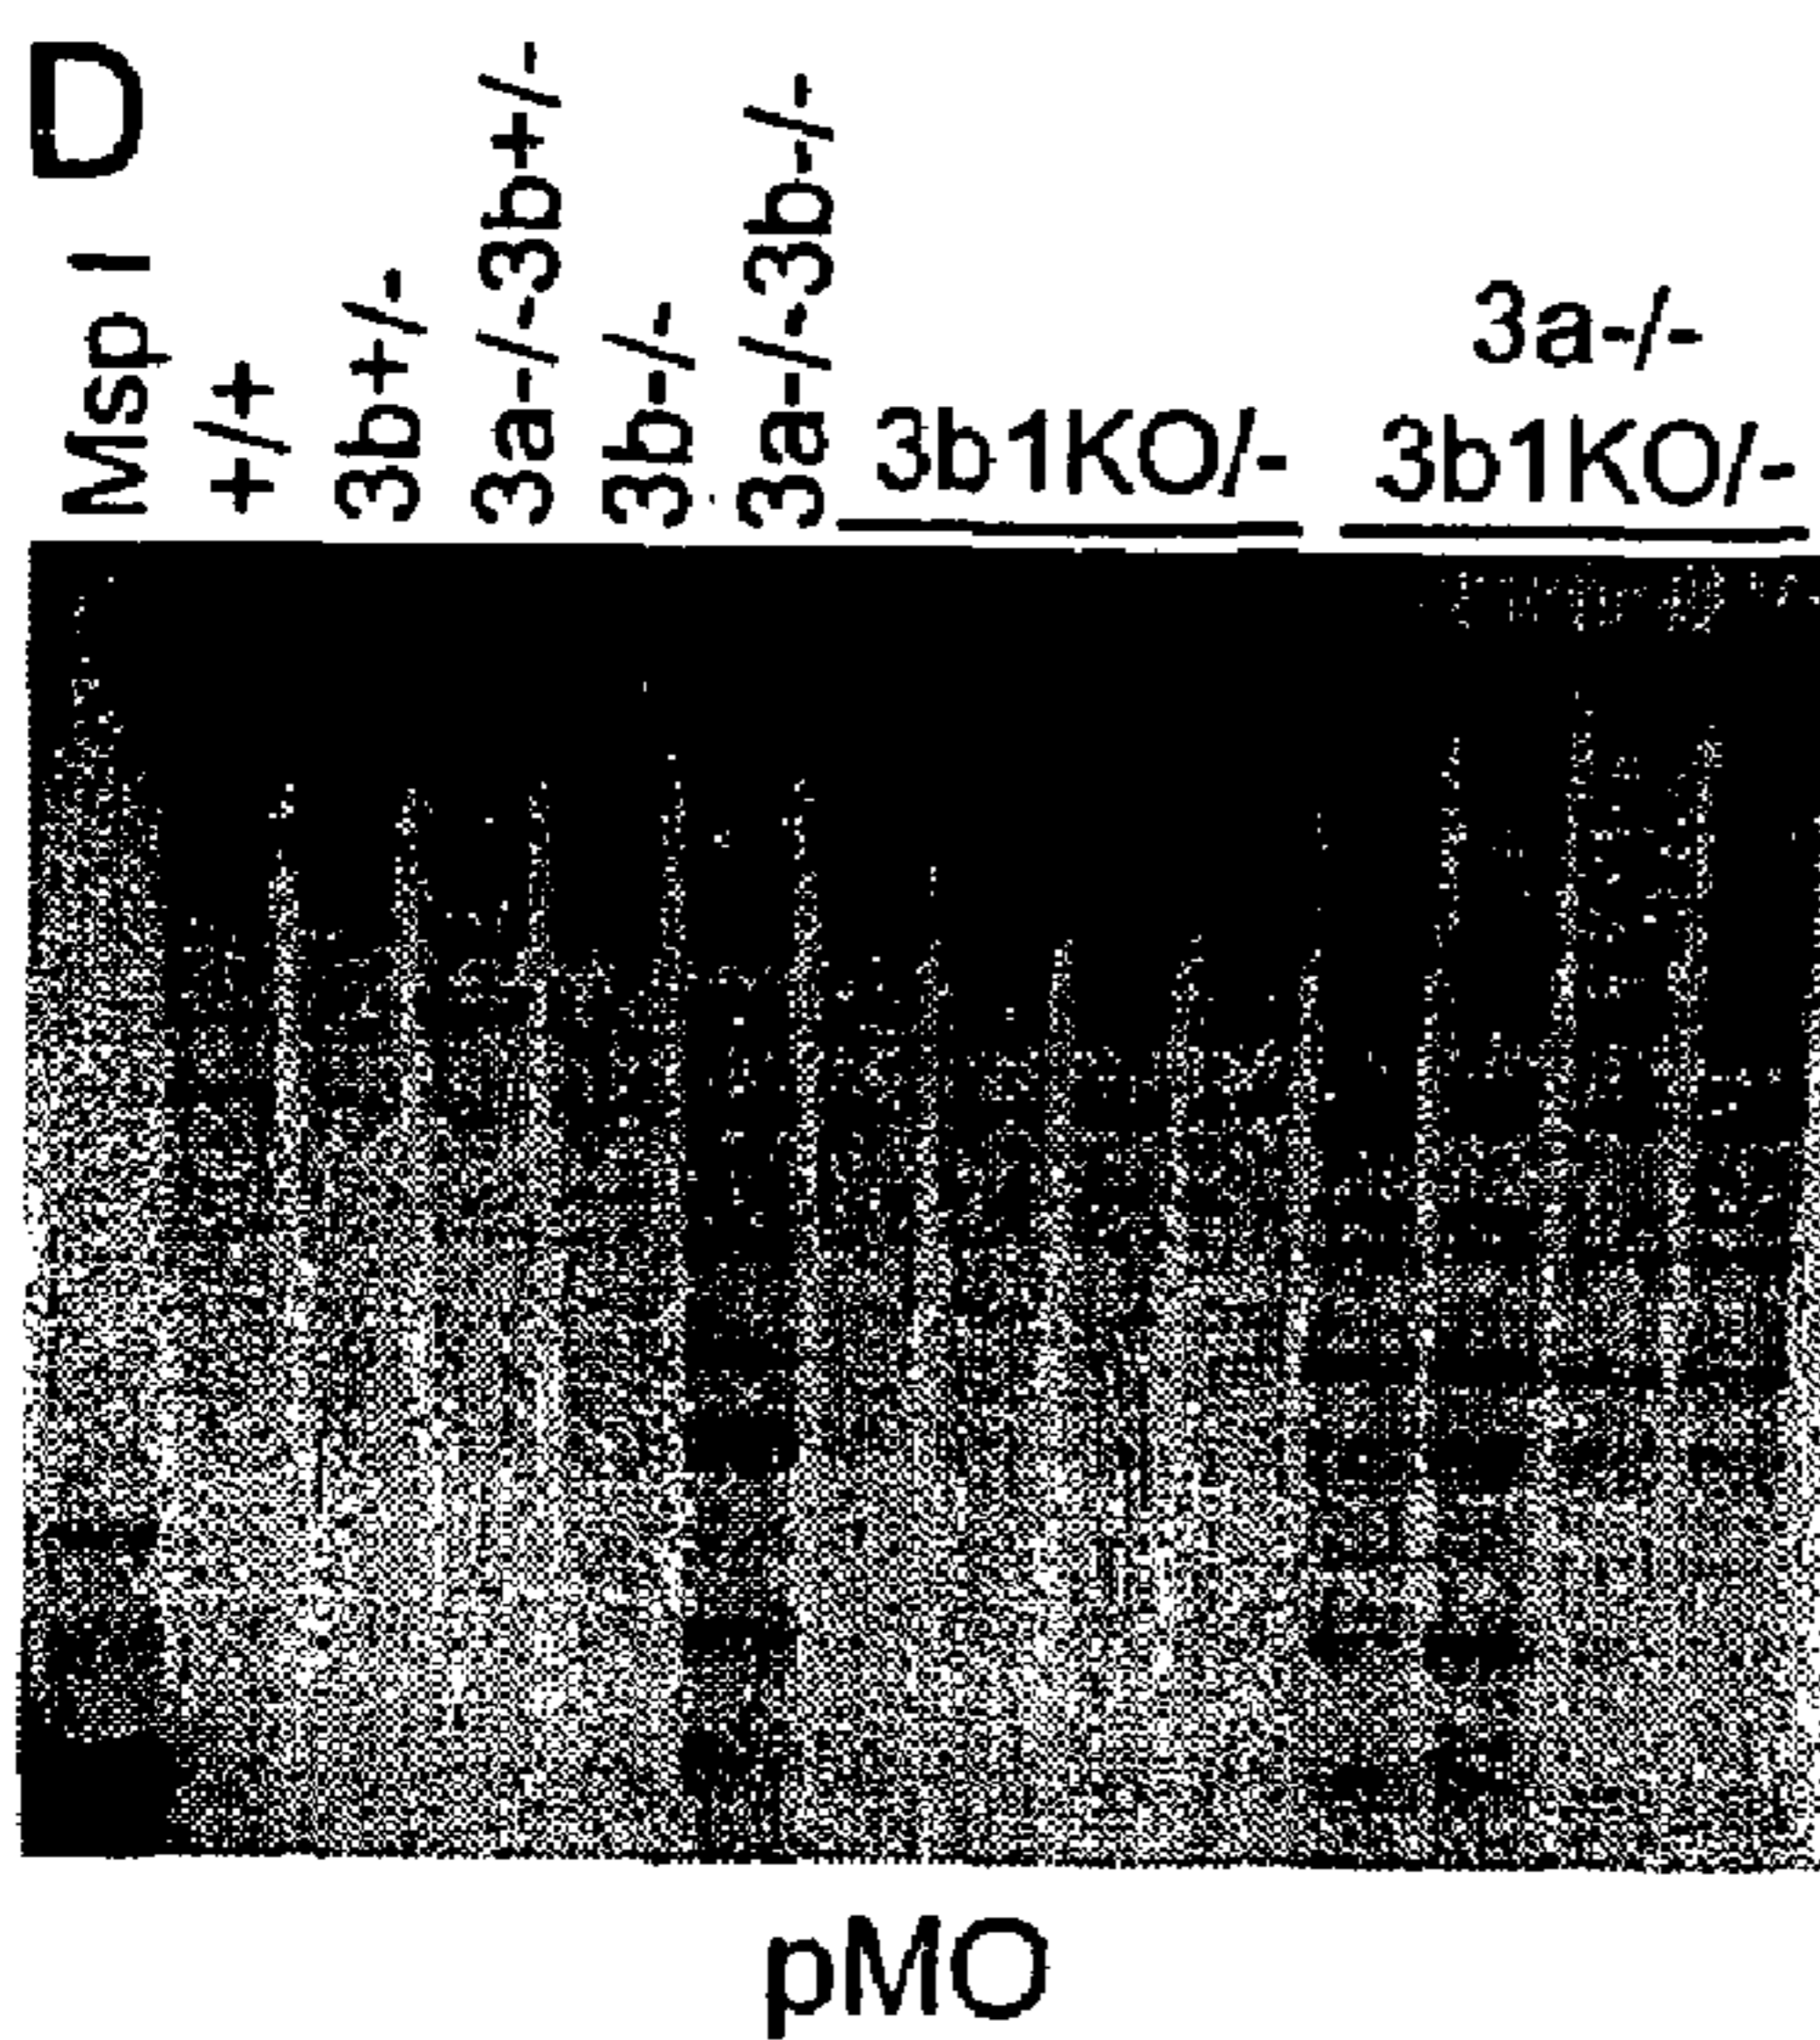 D
Msp I
+/+
3b+/-
3a-/-3b+/-
3b-/-
3a-/-3b-/-
3b1KO/-
3a-/-
3b1KO/-
pMO